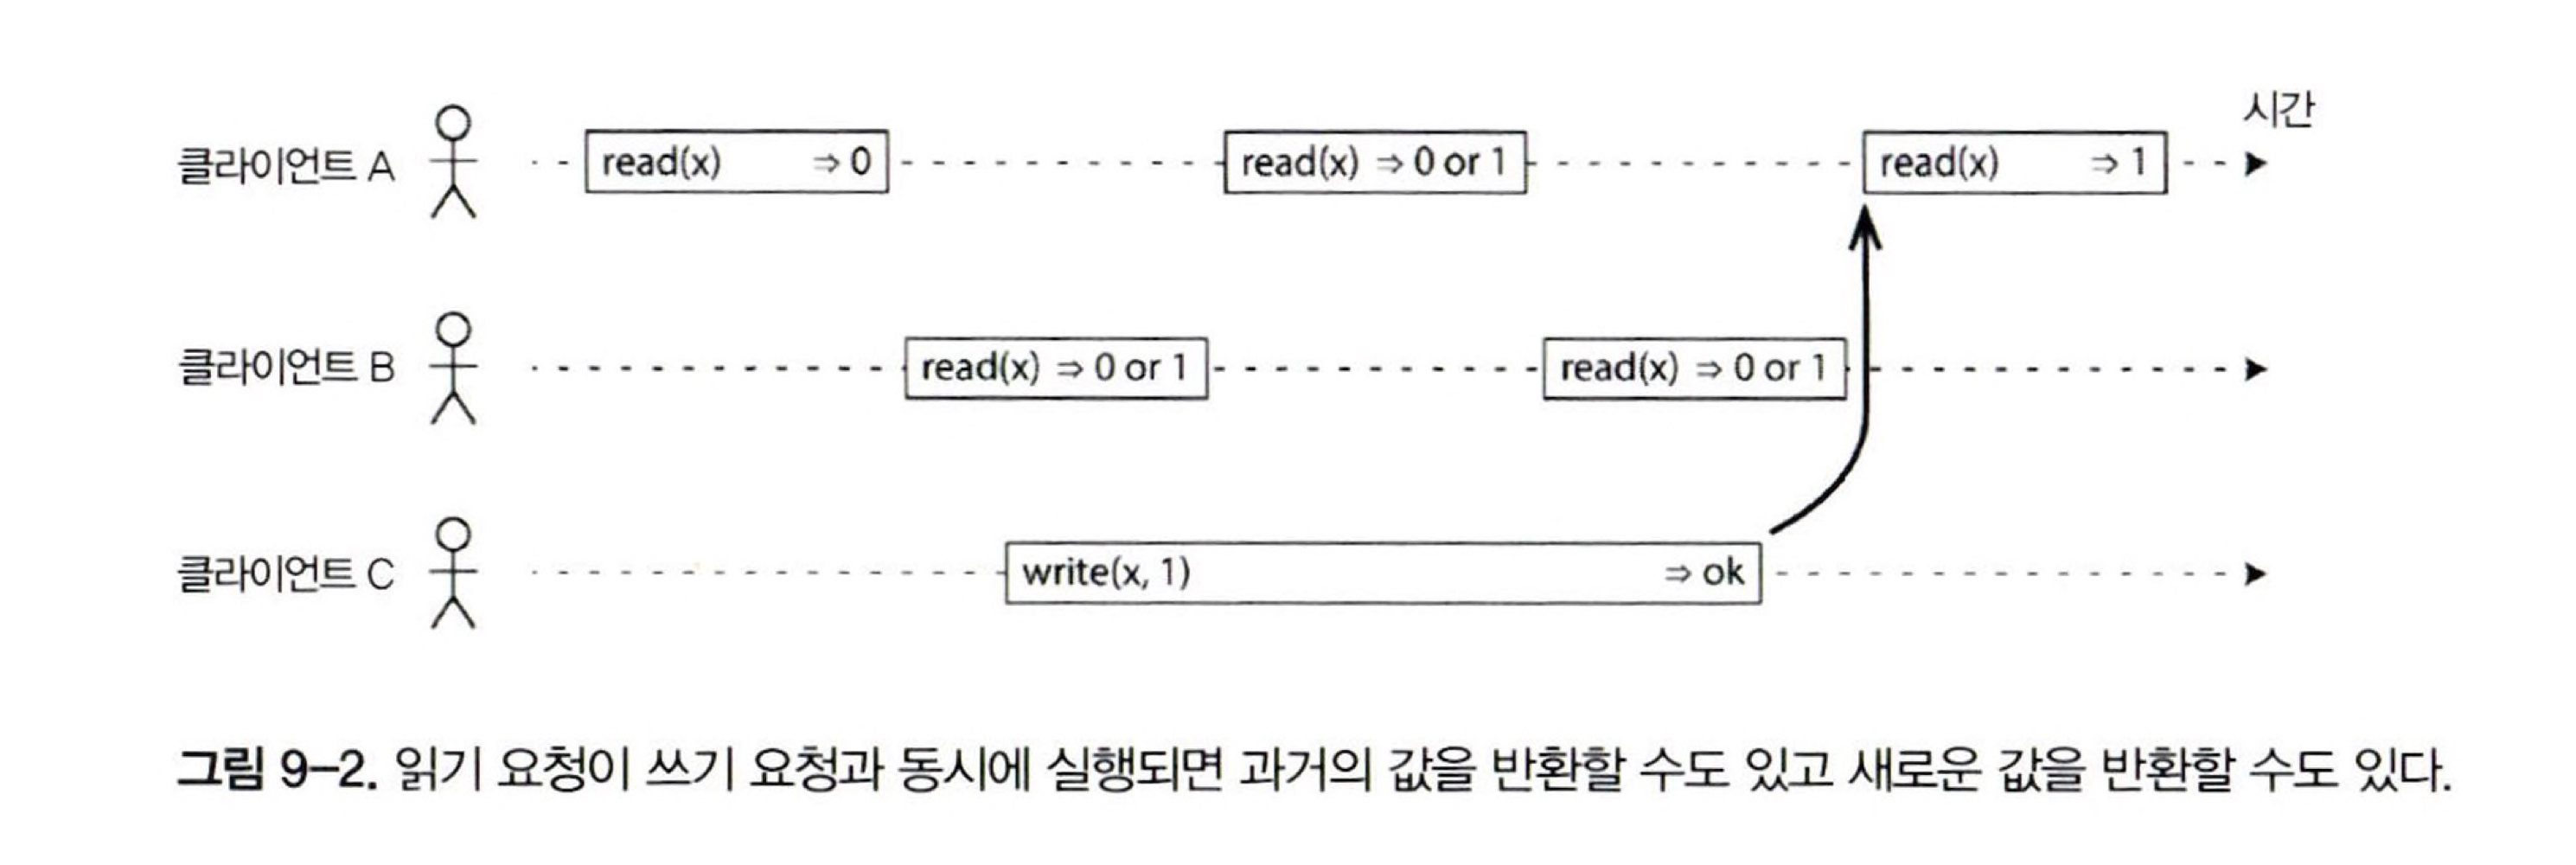 시간
클라이언트 A read(x) ⇒ 0 read(x) ⇒ 0 or 1 read(x) ⇒ 1
클라이언트 B read(x) ⇒ 0 or 1 read(x) ⇒ 0 or 1
클라이언트 C write(x, 1) ⇒ ok
그림 9-2. 읽기 요청이 쓰기 요청과 동시에 실행되면 과거의 값을 반환할 수도 있고 새로운 값을 반환할 수도 있다.